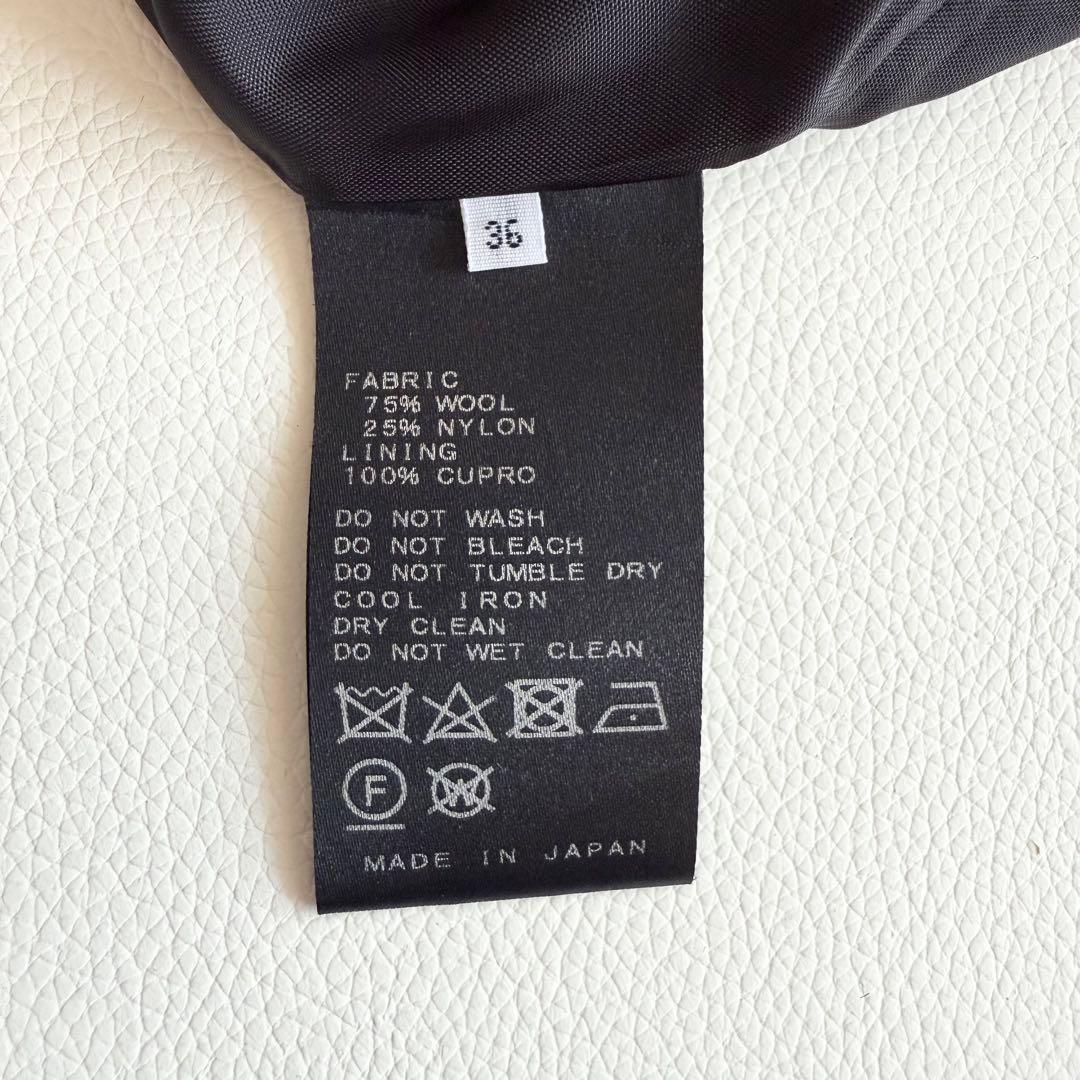 36
FABRIC
75% WOOL
25% NYLON
LINING
100% CUPRO
DO NOT WASH
DO NOT BLEACH
DO NOT TUMBLE DRY
COOL IRON
DRY CLEAN
DO NOT WET CLEAN
F W
MADE IN JAPAN